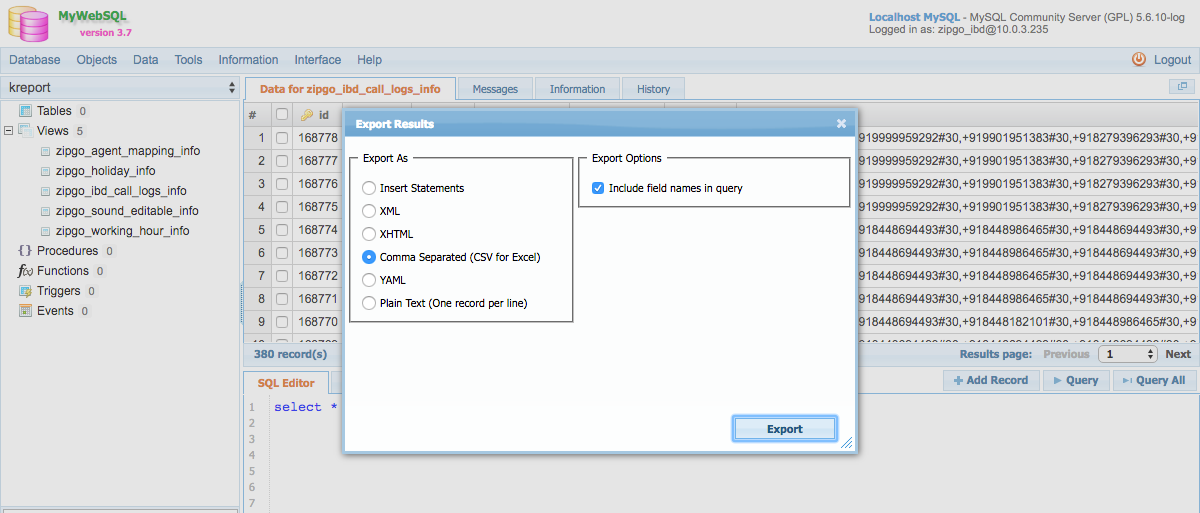 MyWebSQL
version 3.7
Localhost MySQL - MySQL Community Server (GPL) 5.6.10-log
Logged in as: zipgo_ibd@10.0.3.235
Database Objects Data Tools Information Interface Help
Logout
kreport
Tables 0
Views 5
zipgo_agent_mapping_info
zipgo_holiday_info
zipgo_ibd_call_logs_info
zipgo_sound_editable_info
zipgo_working_hour_info
{} Procedures 0
f(x) Functions 0
Triggers 0
Events 0
Data for zipgo_ibd_call_logs_info Messages Information History
# id
1 168778 919999959292#30,+919901951383#30,+918279396293#30,+9
2 168777 919999959292#30,+919901951383#30,+918279396293#30,+9
3 168776 919999959292#30,+919901951383#30,+918279396293#30,+9
4 168775 919999959292#30,+919901951383#30,+918279396293#30,+9
5 168774 918448694493#30,+918448986465#30,+918448694493#30,+9
6 168773 918448694493#30,+918448986465#30,+918448694493#30,+9
7 168772 918448694493#30,+918448986465#30,+918448694493#30,+9
8 168771 918448694493#30,+918448986465#30,+918448694493#30,+9
9 168770 918448694493#30,+918448182101#30,+918448986465#30,+9
Export Results
Export As
Insert Statements
XML
XHTML
Comma Separated (CSV for Excel)
YAML
Plain Text (One record per line)
Export Options
Include field names in query
Export
380 record(s)
Results page: Previous 1 Next
SQL Editor
Add Record Query Query All
1 select *
2
3
4
5
6
7